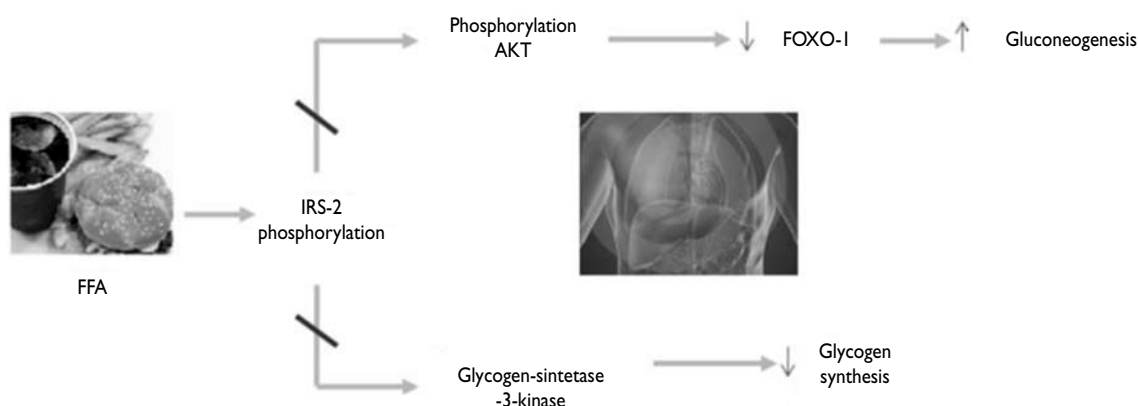 Phosphorylation
AKT
FOXO-1
Gluconeogenesis
IRS-2
phosphorylation
FFA
Glycogen-sintetase
-3-kinase
Glycogen
synthesis